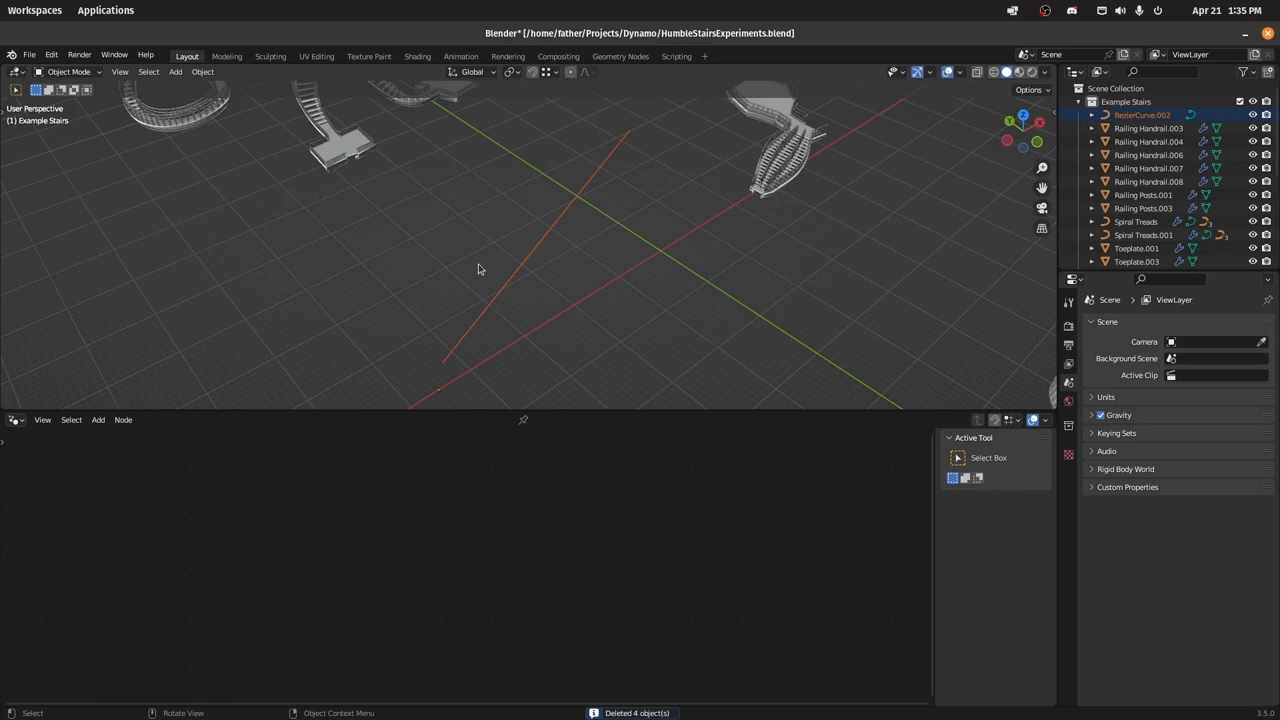 Workspaces Applications Apr 21 1:35 PM
Blender* [/home/father/Projects/Dynamo/HumbleStairsExperiments.blend]
File Edit Render Window Help Layout Modeling Sculpting UV Editing Texture Paint Shading Animation Rendering Compositing Geometry Nodes Scripting + Scene ViewLayer
Object Mode View Select Add Object Global
Options
User Perspective
(1) Example Stairs
Z
Y
X
Scene Collection
Example Stairs
BezierCurve.002
Railing Handrail.003
Railing Handrail.004
Railing Handrail.006
Railing Handrail.007
Railing Handrail.008
Railing Posts.001
Railing Posts.003
Spiral Treads 3
Spiral Treads.001 3
Toeplate.001
Toeplate.003
Scene ViewLayer
Scene
Camera
Background Scene
Active Clip
Units
Gravity
Keying Sets
Audio
Rigid Body World
Custom Properties
View Select Add Node
Active Tool
Select Box
Select Rotate View Object Context Menu Deleted 4 object(s) 3.5.0